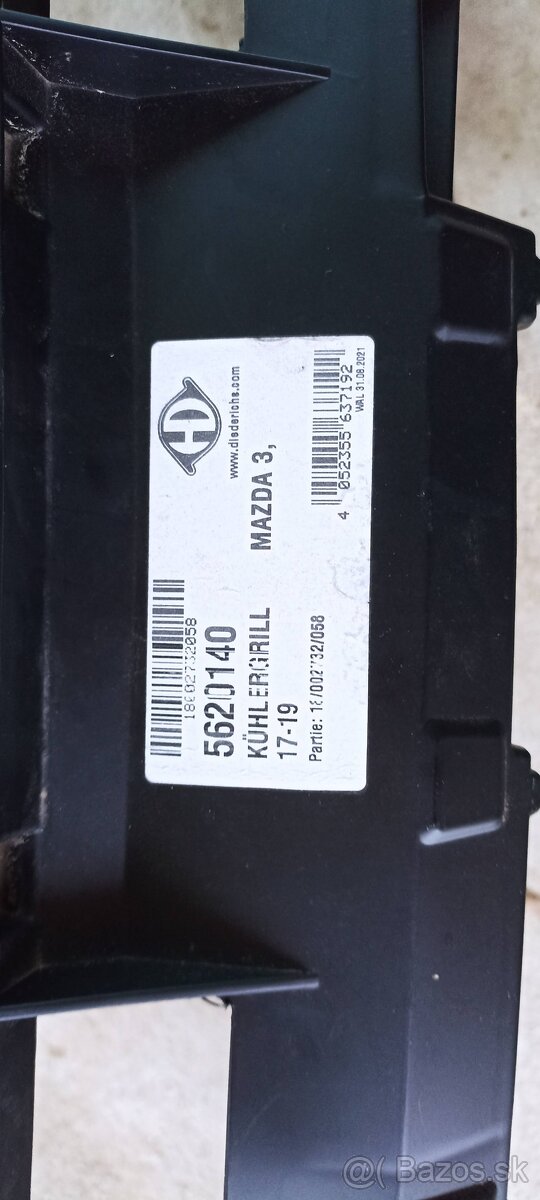 18002732058
5620140
KÜHLERGRILL MAZDA 3,
17-19
Partie: 18/002732/058
HD
www.diederichs.com
4 052355 637192
WAL 31.08.2021
Bazos.sk